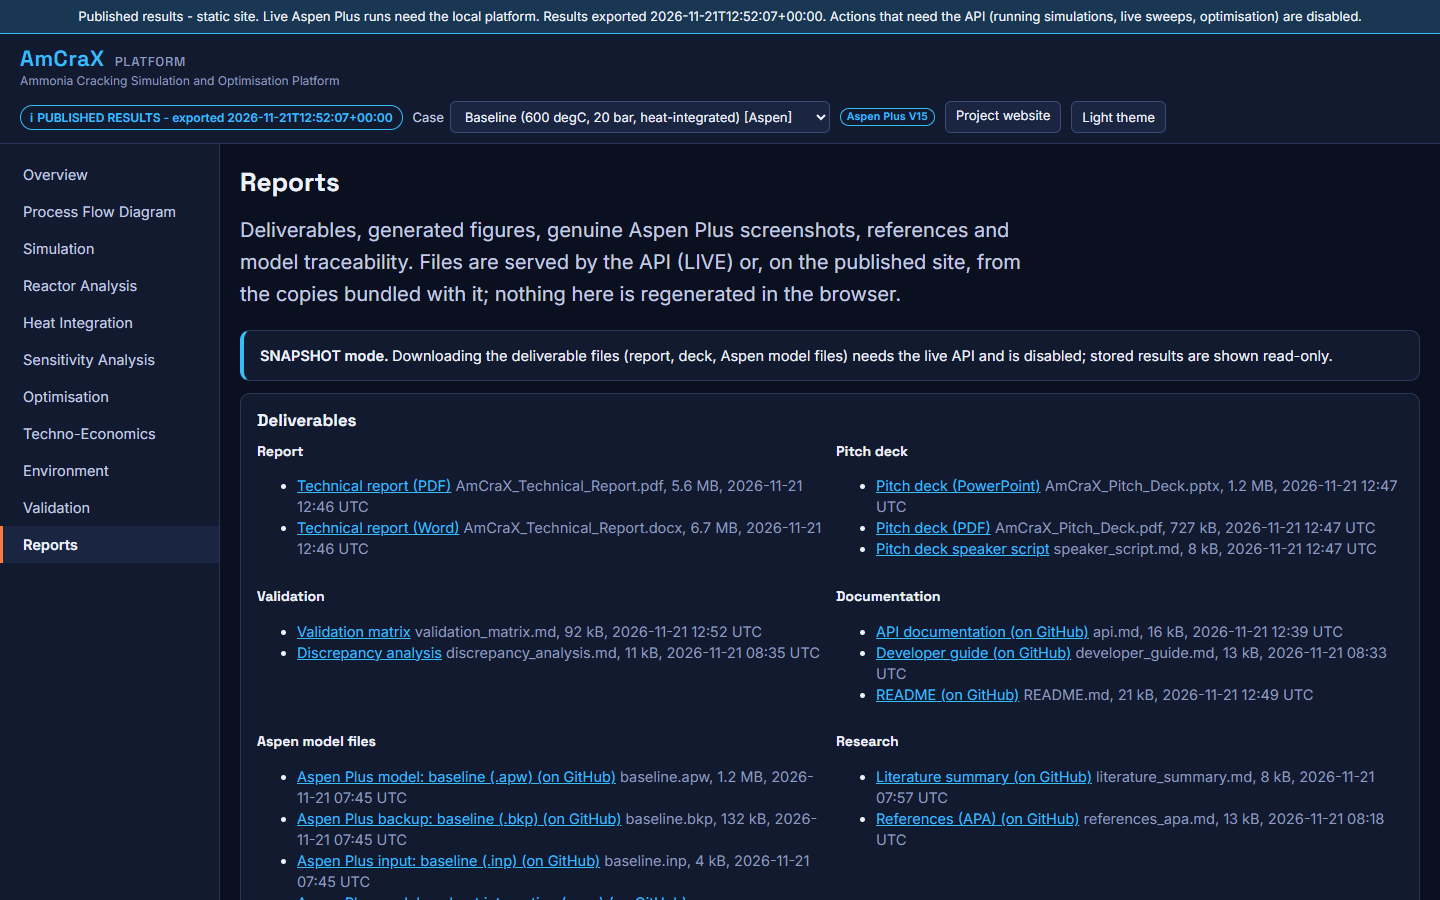 Published results - static site. Live Aspen Plus runs need the local platform. Results exported 2026-11-21T12:52:07+00:00. Actions that need the API (running simulations, live sweeps, optimisation) are disabled.
AmCraX PLATFORM
Ammonia Cracking Simulation and Optimisation Platform
i PUBLISHED RESULTS - exported 2026-11-21T12:52:07+00:00
Case
Baseline (600 degC, 20 bar, heat-integrated) [Aspen]
Aspen Plus V15
Project website
Light theme
Overview
Process Flow Diagram
Simulation
Reactor Analysis
Heat Integration
Sensitivity Analysis
Optimisation
Techno-Economics
Environment
Validation
Reports
Reports
Deliverables, generated figures, genuine Aspen Plus screenshots, references and
model traceability. Files are served by the API (LIVE) or, on the published site, from
the copies bundled with it; nothing here is regenerated in the browser.
SNAPSHOT mode. Downloading the deliverable files (report, deck, Aspen model files) needs the live API and is disabled; stored results are shown read-only.
Deliverables
Report
Technical report (PDF) AmCraX_Technical_Report.pdf, 5.6 MB, 2026-11-21
12:46 UTC
Technical report (Word) AmCraX_Technical_Report.docx, 6.7 MB, 2026-11-21
12:46 UTC
Pitch deck
Pitch deck (PowerPoint) AmCraX_Pitch_Deck.pptx, 1.2 MB, 2026-11-21 12:47
UTC
Pitch deck (PDF) AmCraX_Pitch_Deck.pdf, 727 kB, 2026-11-21 12:47 UTC
Pitch deck speaker script speaker_script.md, 8 kB, 2026-11-21 12:47 UTC
Validation
Validation matrix validation_matrix.md, 92 kB, 2026-11-21 12:52 UTC
Discrepancy analysis discrepancy_analysis.md, 11 kB, 2026-11-21 08:35 UTC
Documentation
API documentation (on GitHub) api.md, 16 kB, 2026-11-21 12:39 UTC
Developer guide (on GitHub) developer_guide.md, 13 kB, 2026-11-21 08:33
UTC
README (on GitHub) README.md, 21 kB, 2026-11-21 12:49 UTC
Aspen model files
Aspen Plus model: baseline (.apw) (on GitHub) baseline.apw, 1.2 MB, 2026-
11-21 07:45 UTC
Aspen Plus backup: baseline (.bkp) (on GitHub) baseline.bkp, 132 kB, 2026-
11-21 07:45 UTC
Aspen Plus input: baseline (.inp) (on GitHub) baseline.inp, 4 kB, 2026-11-21
07:45 UTC
Research
Literature summary (on GitHub) literature_summary.md, 8 kB, 2026-11-21
07:57 UTC
References (APA) (on GitHub) references_apa.md, 13 kB, 2026-11-21 08:18
UTC